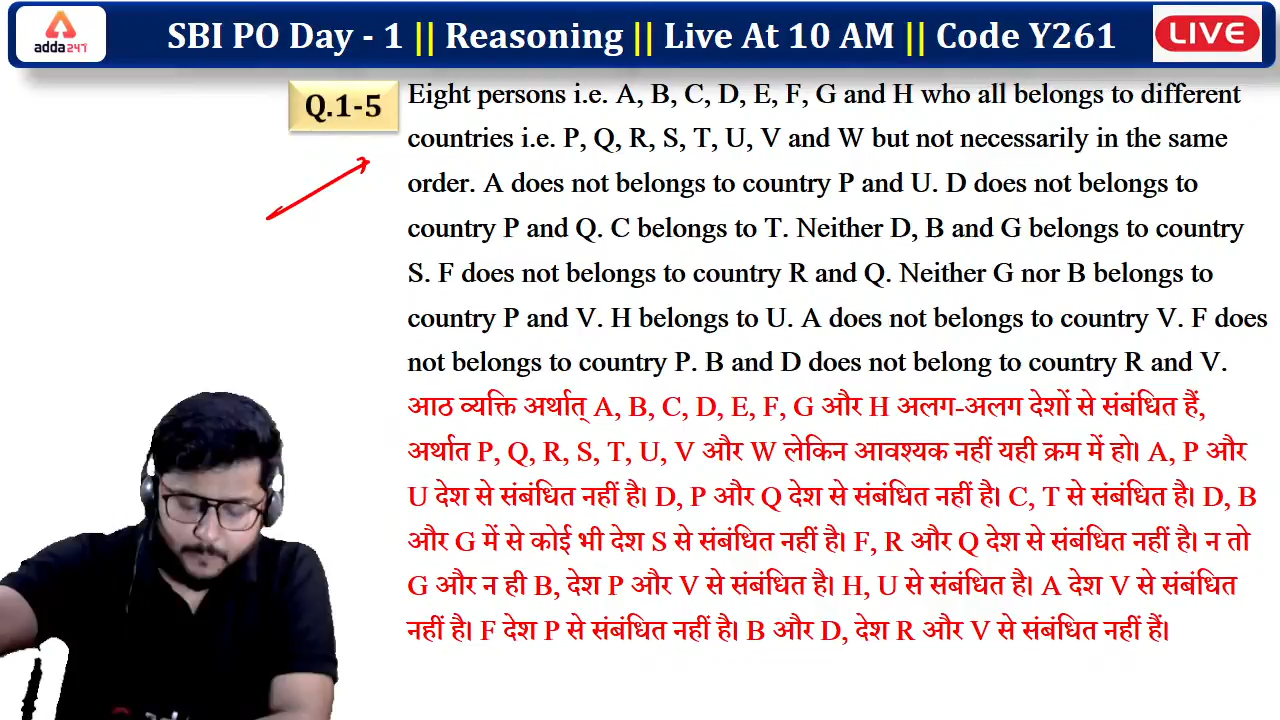 adda247
SBI PO Day - 1 || Reasoning || Live At 10 AM || Code Y261
LIVE
Q.1-5
Eight persons i.e. A, B, C, D, E, F, G and H who all belongs to different
countries i.e. P, Q, R, S, T, U, V and W but not necessarily in the same
order. A does not belongs to country P and U. D does not belongs to
country P and Q. C belongs to T. Neither D, B and G belongs to country
S. F does not belongs to country R and Q. Neither G nor B belongs to
country P and V. H belongs to U. A does not belongs to country V. F does
not belongs to country P. B and D does not belong to country R and V.
आठ व्यक्ति अर्थात् A, B, C, D, E, F, G और H अलग-अलग देशों से संबंधित हैं,
अर्थात P, Q, R, S, T, U, V और W लेकिन आवश्यक नहीं यही क्रम में हो। A, P और
U देश से संबंधित नहीं है। D, P और Q देश से संबंधित नहीं है। C, T से संबंधित है। D, B
और G में से कोई भी देश S से संबंधित नहीं है। F, R और Q देश से संबंधित नहीं है। न तो
G और न ही B, देश P और V से संबंधित है। H, U से संबंधित है। A देश V से संबंधित
नहीं है। F देश P से संबंधित नहीं है। B और D, देश R और V से संबंधित नहीं हैं।